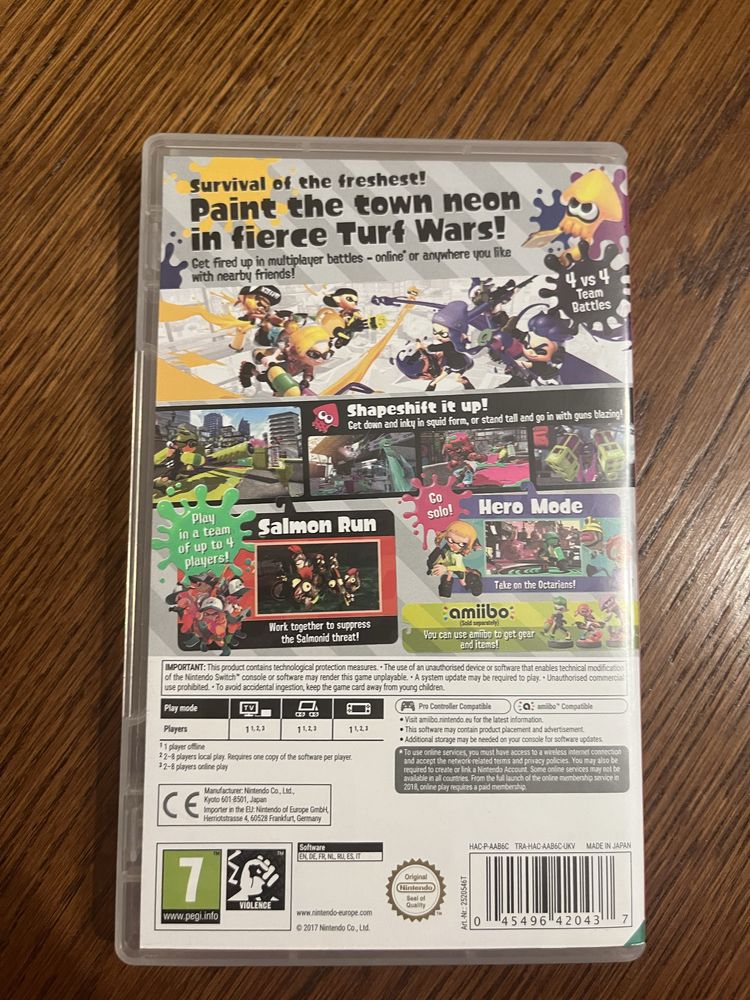 Survival of the freshest!
Paint the town neon
in fierce Turf Wars!
Get fired up in multiplayer battles – online* or anywhere you like
with nearby friends!
4 vs 4
Team
Battles
Shapeshift it up!
Get down and inky in squid form, or stand tall and go in with guns blazing!
Play
in a team
of up to 4
players!
Salmon Run
Work together to suppress
the Salmonid threat!
Go
solo!
Hero Mode
Take on the Octarians!
amiibo
(Sold separately)
You can use amiibo to get gear
and items!
IMPORTANT: This product contains technological protection measures. • The use of an unauthorised device or software that enables technical modification
of the Nintendo Switch™ console or software may render this game unplayable. • A system update may be required to play. • Unauthorised commercial
use prohibited. • To avoid accidental ingestion, keep the game card away from young children.
Play mode
TV
Players
1 1, 2, 3
1 1, 2, 3
1 1, 2, 3
1 1 player offline
2 2-8 players local play. Requires one copy of the software per player.
3 2-8 players online play
Pro Controller Compatible
amiibo™ Compatible
• Visit amiibo.nintendo.eu for the latest information.
• This software may contain product placement and advertisement.
• Additional storage may be needed on your console for software updates.
* To use online services, you must have access to a wireless internet connection
and accept the network-related terms and privacy policies. You may also be
required to create or link a Nintendo Account. Some online services may not be
available in all countries. From the full launch of the online membership service in
2018, online play requires a paid membership.
CE
Manufacturer: Nintendo Co., Ltd.,
Kyoto 601-8501, Japan
Importer in the EU: Nintendo of Europe GmbH,
Herriotstrasse 4, 60528 Frankfurt, Germany
7
www.pegi.info
VIOLENCE
Software
EN, DE, FR, NL, RU, ES, IT
www.nintendo-europe.com
© 2017 Nintendo Co., Ltd.
Original
Nintendo
Seal of
Quality
Art.-Nr.: 2520546T
HAC-P-AAB6C TRA-HAC-AAB6C-UKV MADE IN JAPAN
0 45496 42043 7